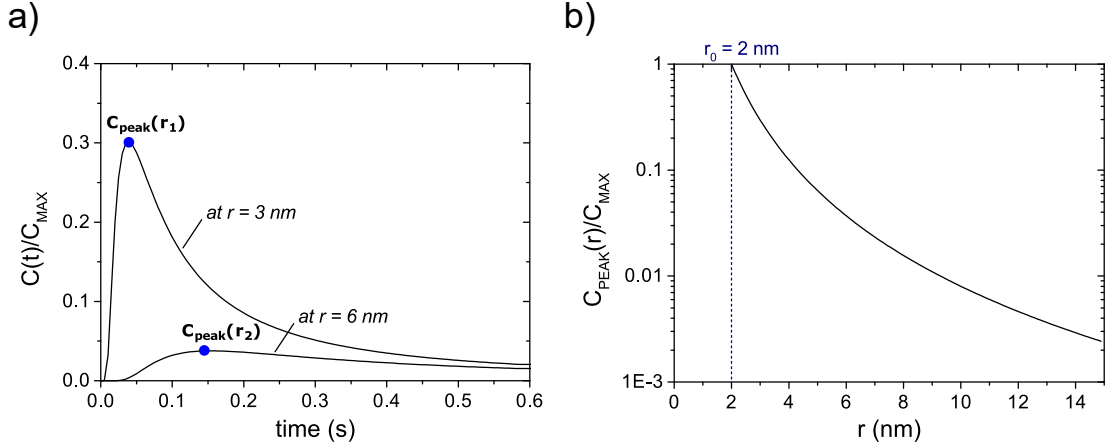 a)
0.4
0.3
0.2
0.1
0.0
C(t)/C_MAX
C_peak(r_1)
at r = 3 nm
C_peak(r_2)
at r = 6 nm
0.0 0.1 0.2 0.3 0.4 0.5 0.6
time (s)
b)
r_0 = 2 nm
1
0.1
0.01
1E-3
C_PEAK(r)/C_MAX
0 2 4 6 8 10 12 14
r (nm)